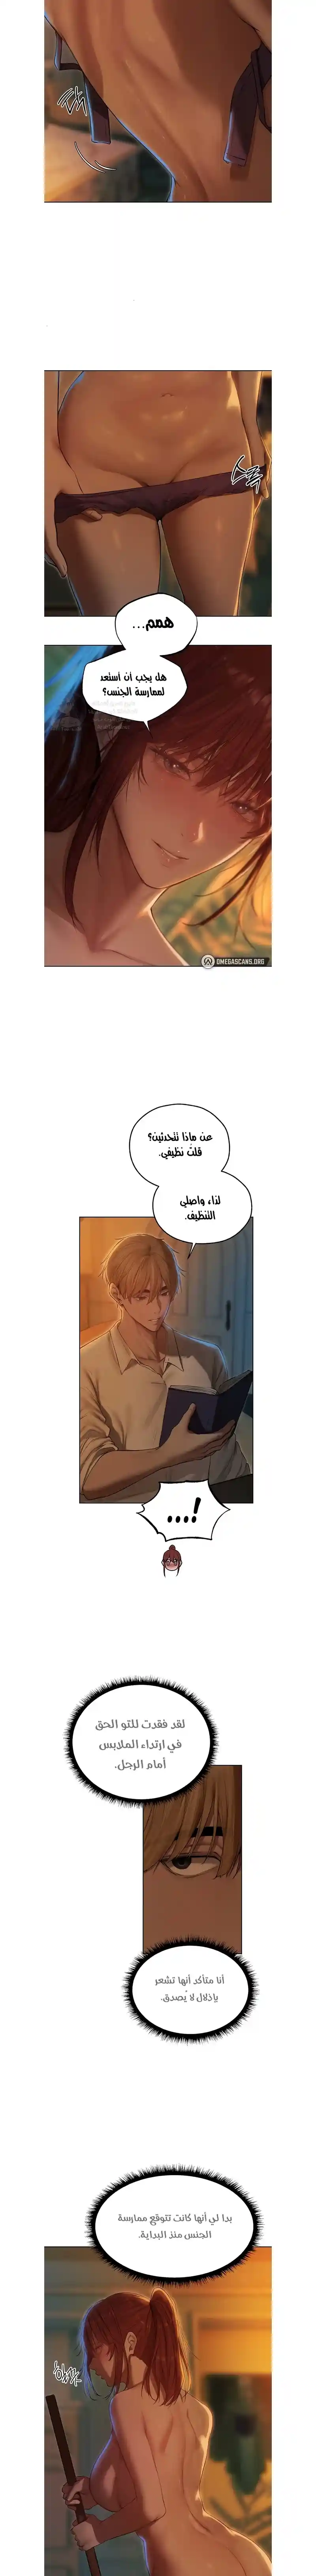 همم...
هل يجب أن أستعد
لممارسة الجنس؟
OMEGASCANS.ORG
عن ماذا تتحدثين؟
قلت نظفي.
لذا، واصلي
التنظيف.
...!
لقد فقدت للتو الحق
في ارتداء الملابس
أمام الرجل.
أنا متأكد أنها تشعر
بإذلال لا يُصدق.
بدا لي أنها كانت تتوقع ممارسة
الجنس منذ البداية.